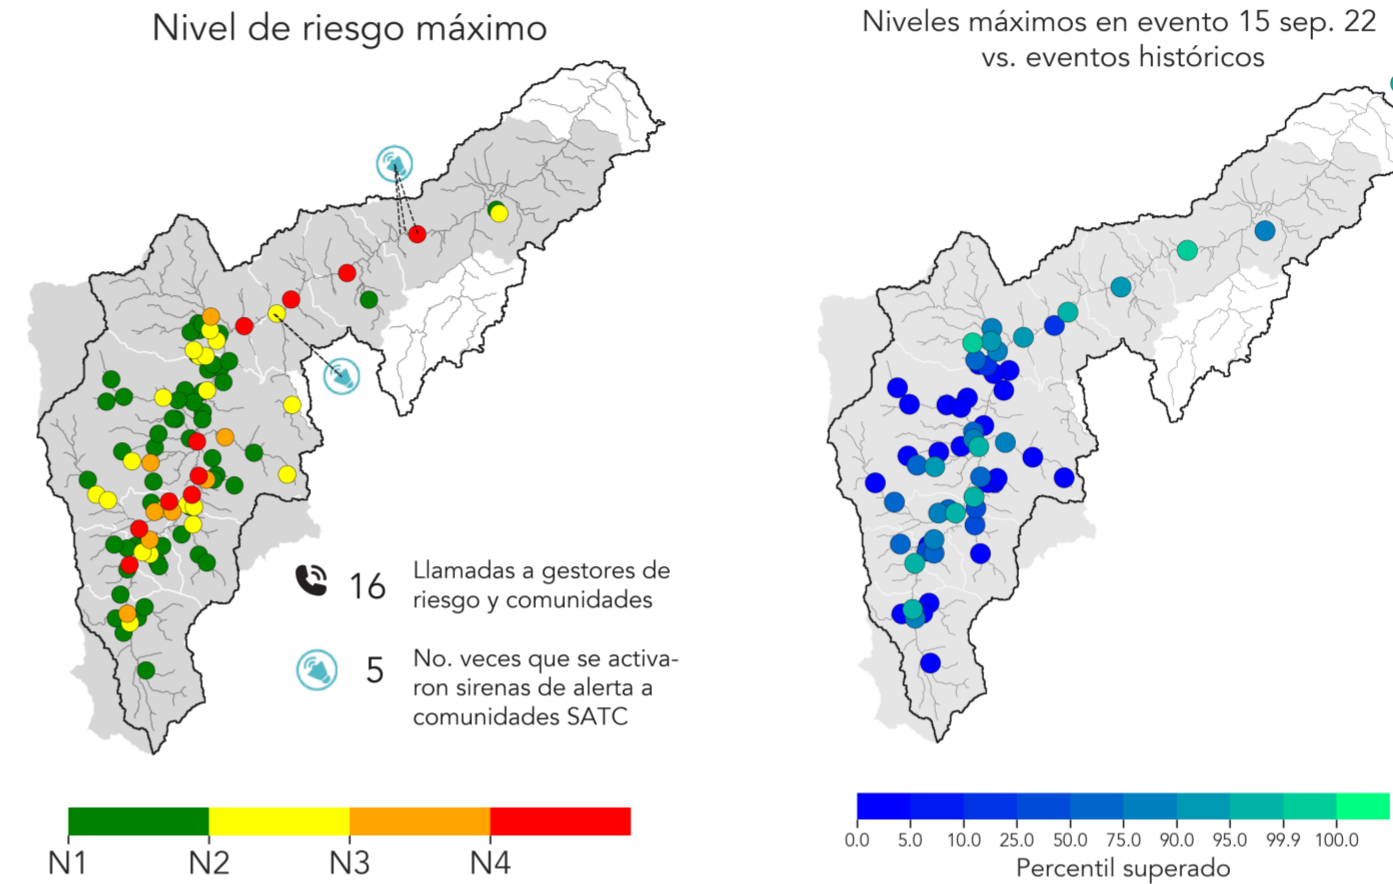 Nivel de riesgo máximo
16
Llamadas a gestores de
riesgo y comunidades
5
No. veces que se activa-
ron sirenas de alerta a
comunidades SATC
N1 N2 N3 N4
Niveles máximos en evento 15 sep. 22
vs. eventos históricos
0.0 5.0 10.0 25.0 50.0 75.0 90.0 95.0 99.9 100.0
Percentil superado